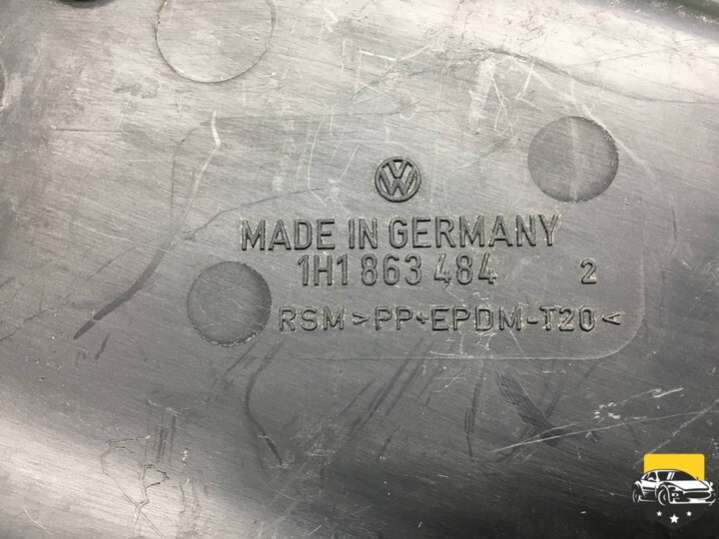 MADE IN GERMANY
1H1 863 484 2
RSM >PP+EPDM-T20<